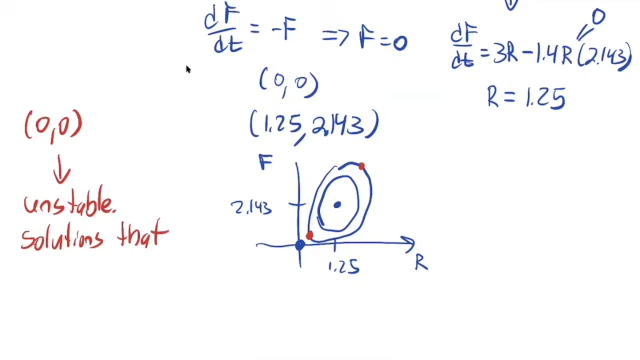 dF/dt = -F ⟹ F = 0
(0,0)
(1.25, 2.143)
0
dF/dt = 3R - 1.4R(2.143)
R = 1.25
(0,0)
↓
unstable.
solutions that
F
2.143
1.25
R